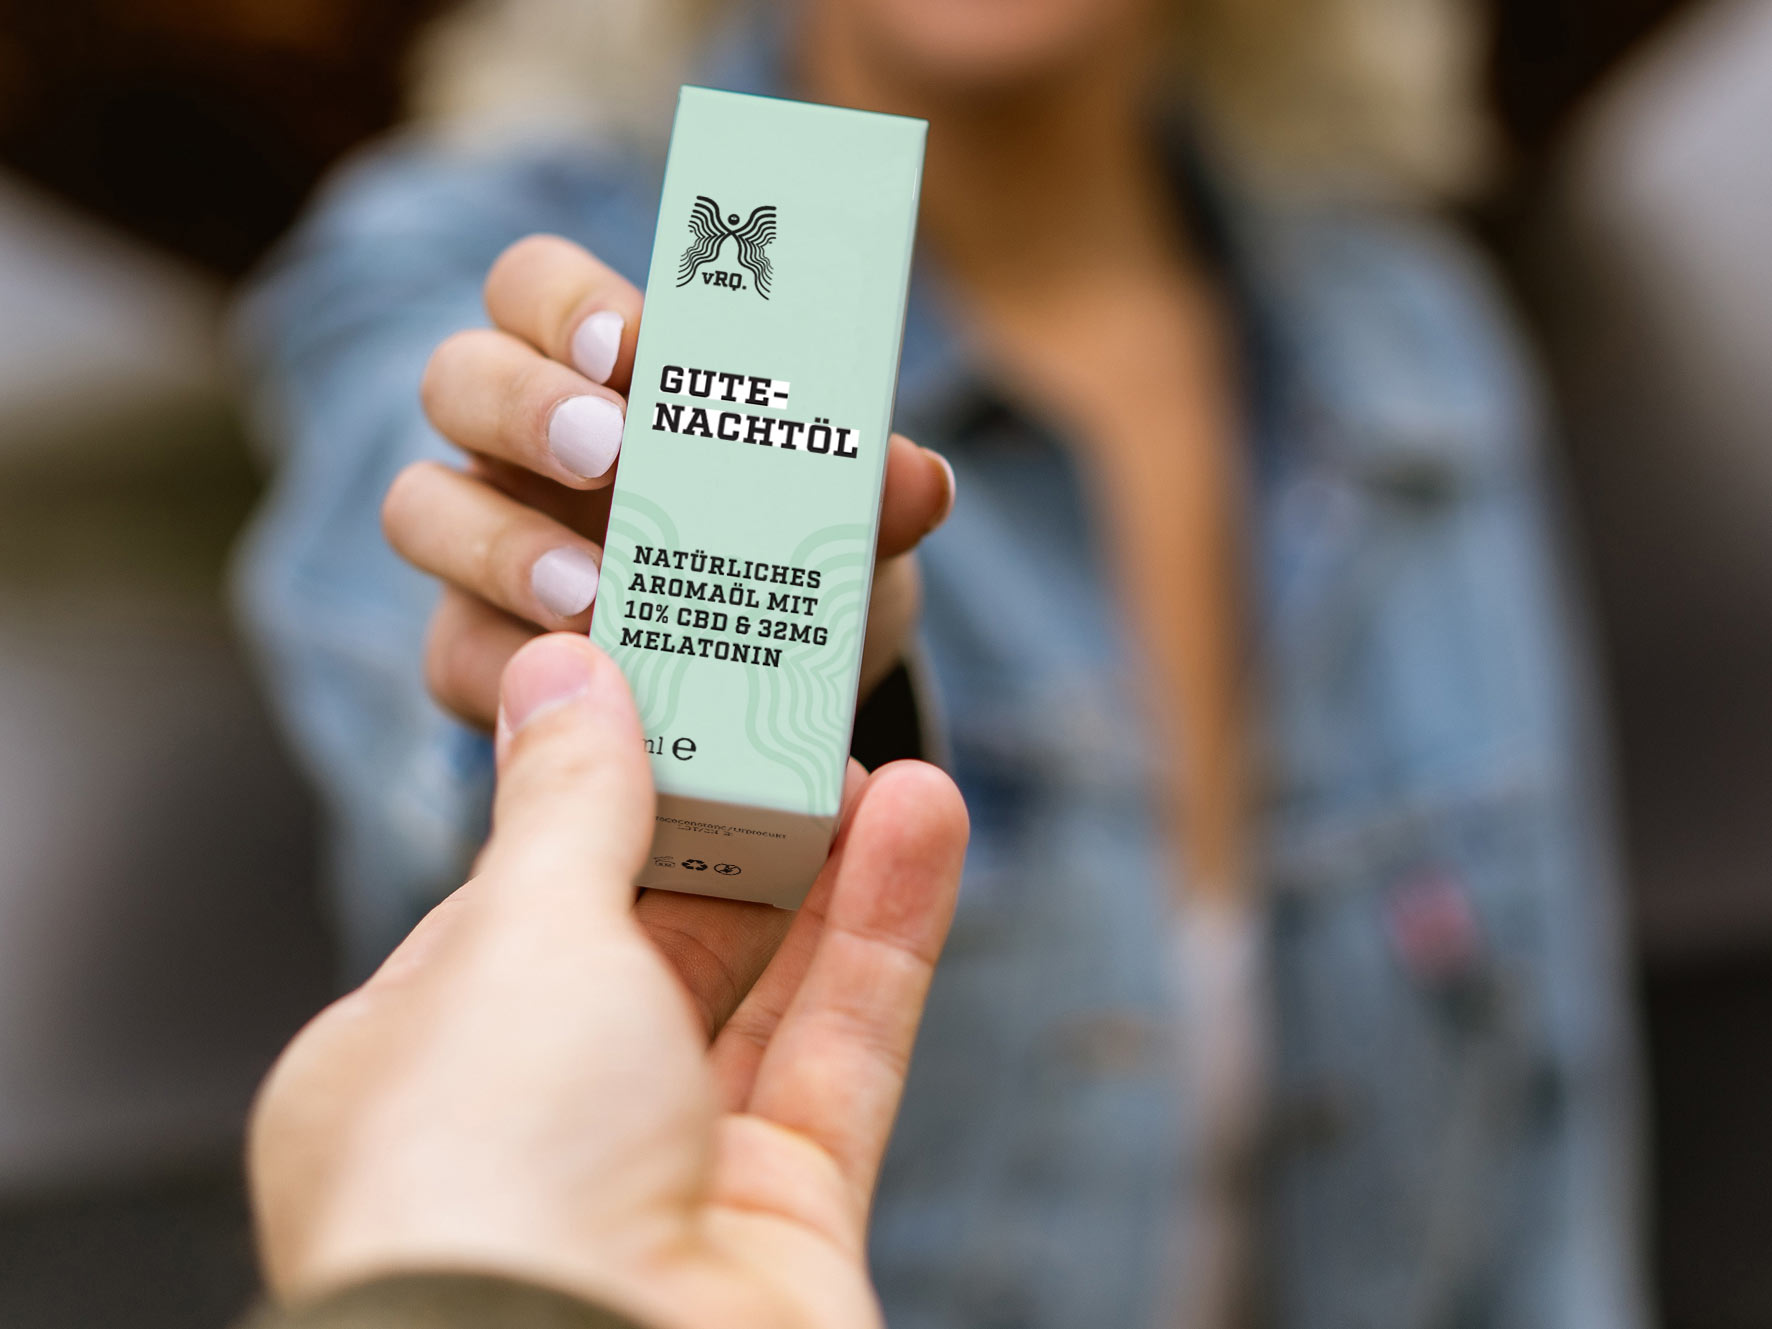 vRQ.
GUTE-
NACHTÖL
NATÜRLICHES
AROMAÖL MIT
10% CBD & 32MG
MELATONIN
ml ℮